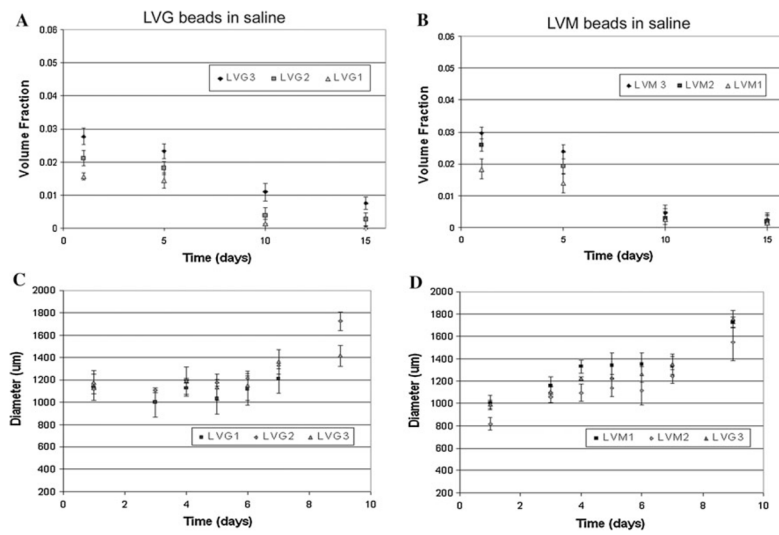 A
LVG beads in saline
0.06
0.05
0.04
0.03
0.02
0.01
0
Volume Fraction
LVG3 LVG2 LVG1
0 5 10 15
Time (days)
B
LVM beads in saline
0.06
0.05
0.04
0.03
0.02
0.01
0
Volume Fraction
LVM 3 LVM2 LVM1
0 5 10 15
Time (days)
C
2000
1800
1600
1400
1200
1000
800
600
400
200
Diameter (um)
LVG1 LVG2 LVG3
0 2 4 6 8 10
Time (days)
D
2000
1800
1600
1400
1200
1000
800
600
400
200
Diameter (um)
LVM1 LVM2 LVG3
0 2 4 6 8 10
Time (days)